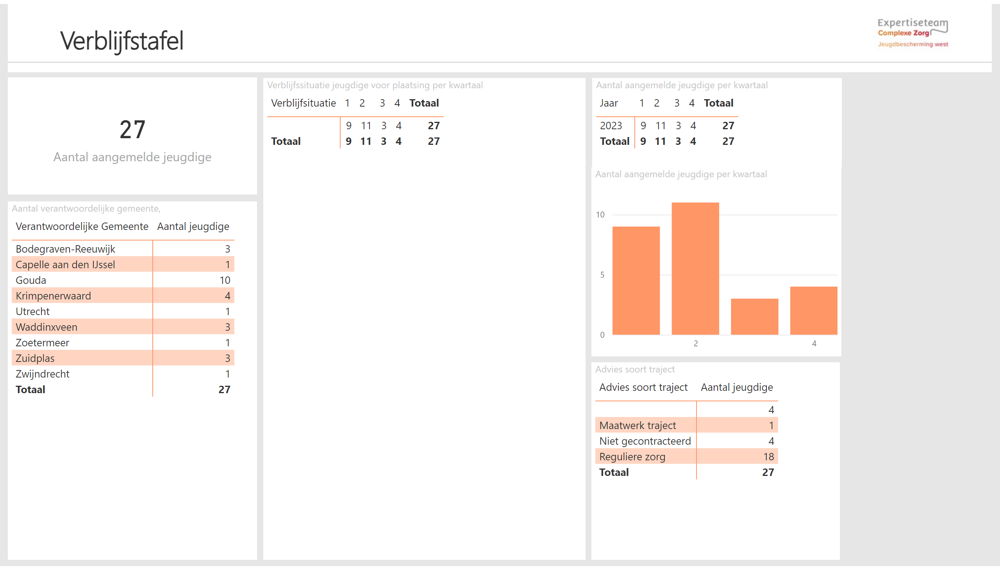 Verblijfstafel
Expertiseteam
Complexe Zorg
Jeugdbescherming west
27
Aantal aangemelde jeugdige
Aantal verantwoordelijke gemeente,
Verantwoordelijke Gemeente Aantal jeugdige
Bodegraven-Reeuwijk 3
Capelle aan den IJssel 1
Gouda 10
Krimpenerwaard 4
Utrecht 1
Waddinxveen 3
Zoetermeer 1
Zuidplas 3
Zwijndrecht 1
Totaal 27
Verblijfssituatie jeugdige voor plaatsing per kwartaal
Verblijfsituatie 1 2 3 4 Totaal
9 11 3 4 27
Totaal 9 11 3 4 27
Aantal aangemelde jeugdige per kwartaal
Jaar 1 2 3 4 Totaal
2023 9 11 3 4 27
Totaal 9 11 3 4 27
Aantal aangemelde jeugdige per kwartaal
10
5
0
2 4
Advies soort traject
Advies soort traject Aantal jeugdige
4
Maatwerk traject 1
Niet gecontracteerd 4
Reguliere zorg 18
Totaal 27